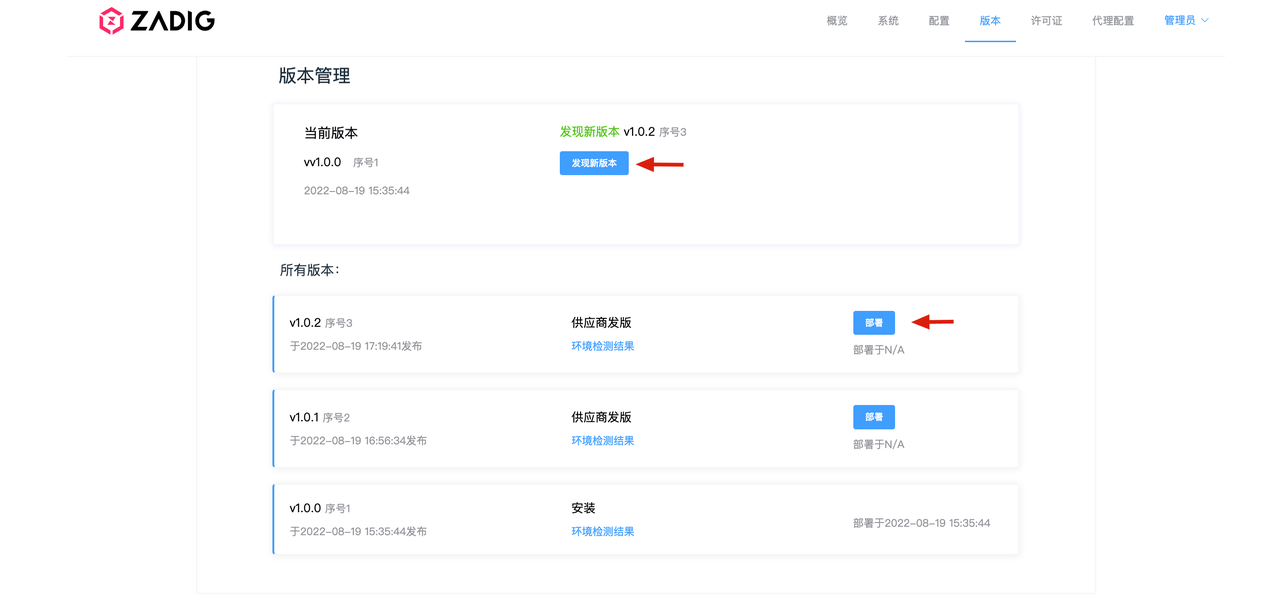 ZADIG 概览 系统 配置 版本 许可证 代理配置 管理员
版本管理
当前版本 发现新版本 v1.0.2 序号3
vv1.0.0 序号1 发现新版本
2022-08-19 15:35:44
所有版本:
v1.0.2 序号3 供应商发版 部署
于2022-08-19 17:19:41发布 环境检测结果 部署于N/A
v1.0.1 序号2 供应商发版 部署
于2022-08-19 16:56:34发布 环境检测结果 部署于N/A
v1.0.0 序号1 安装
于2022-08-19 15:35:44发布 环境检测结果 部署于2022-08-19 15:35:44